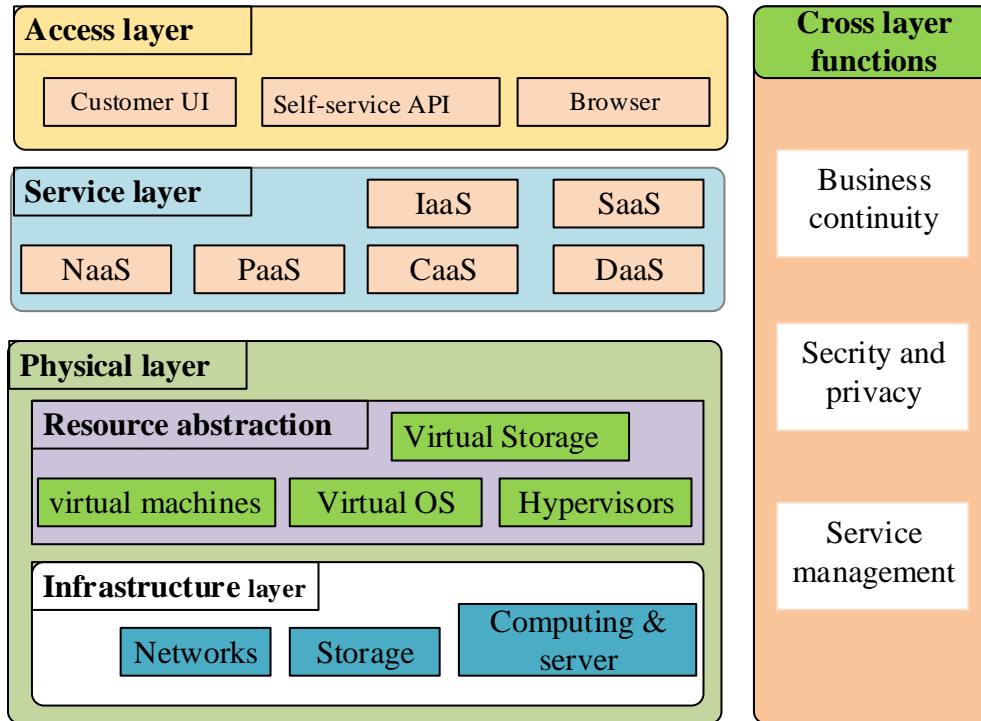 Access layer
Customer UI
Self-service API
Browser
Service layer
IaaS
SaaS
NaaS
PaaS
CaaS
DaaS
Physical layer
Resource abstraction
Virtual Storage
virtual machines
Virtual OS
Hypervisors
Infrastructure layer
Networks
Storage
Computing &
server
Cross layer
functions
Business
continuity
Secrity and
privacy
Service
management